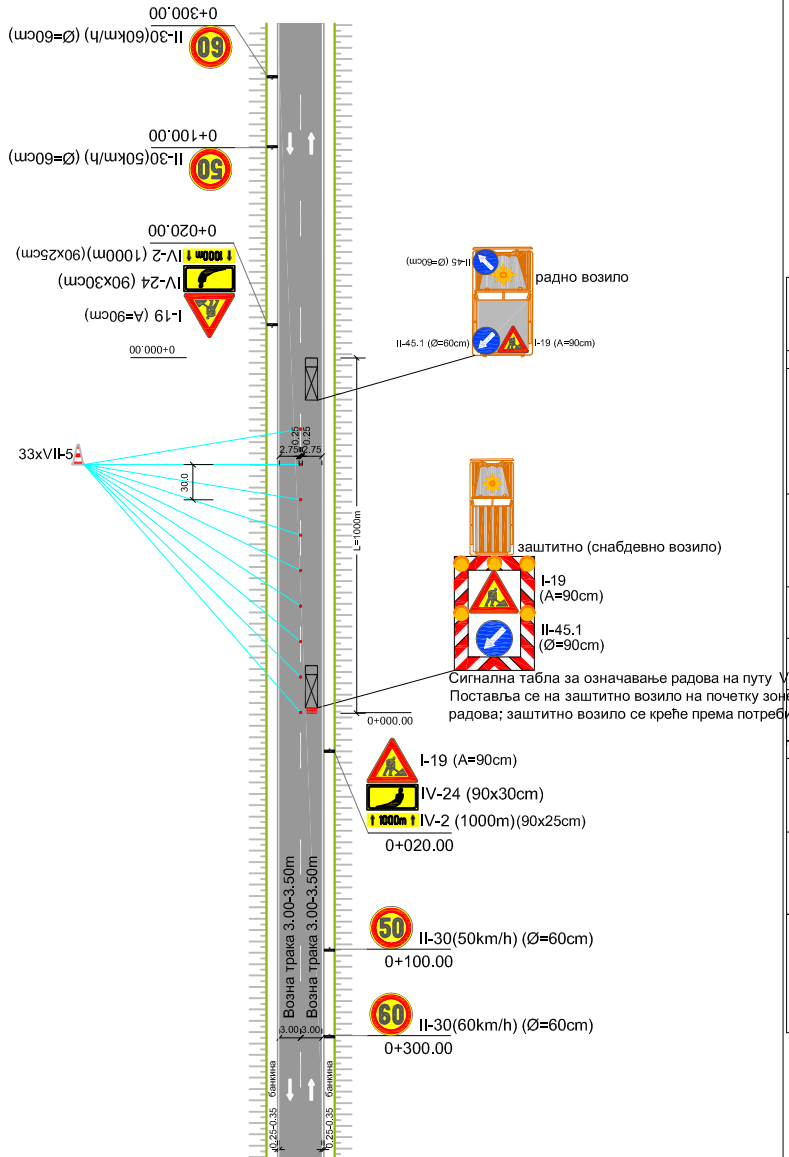 0+300.00
II-30(60km/h) (Ø=60cm)
60
0+100.00
II-30(50km/h) (Ø=60cm)
50
0+020.00
IV-2 (1000m)(90x25cm)
1000m
IV-24 (90x30cm)
I-19 (A=90cm)
0+000.00
II-45 (Ø=60cm)
радно возило
II-45.1 (Ø=60cm)
I-19 (A=90cm)
33xVII-5
0.25
0.25
2.75
2.75
30.0
L=1000m
заштитно (снабдевно возило)
I-19
(A=90cm)
II-45.1
(Ø=90cm)
Сигнална табла за означавање радова на путу V
Поставља се на заштитно возило на почетку зоне
радова; заштитно возило се креће према потреби
0+000.00
I-19 (A=90cm)
IV-24 (90x30cm)
1000m
IV-2 (1000m)(90x25cm)
0+020.00
Возна трака 3.00-3.50m
Возна трака 3.00-3.50m
50
II-30(50km/h) (Ø=60cm)
0+100.00
60
II-30(60km/h) (Ø=60cm)
0+300.00
3.00
3.00
0.25-0.35 банкина
0.25-0.35 банкина